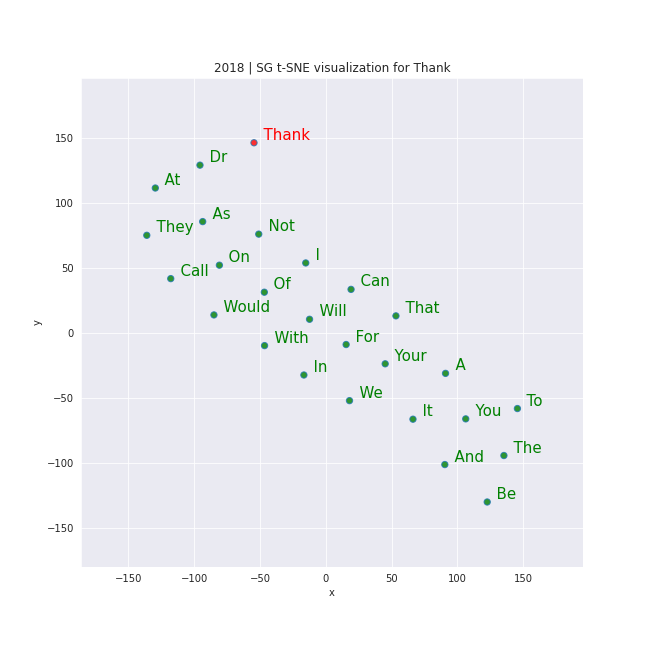 2018 | SG t-SNE visualization for Thank
150
100
50
0
−50
−100
−150
y
Thank
Dr
At
As
Not
They
On
I
Call
Of
Can
Would
Will
That
With
For
Your
In
A
We
It
You
To
And
The
Be
−150
−100
−50
0
50
100
150
x